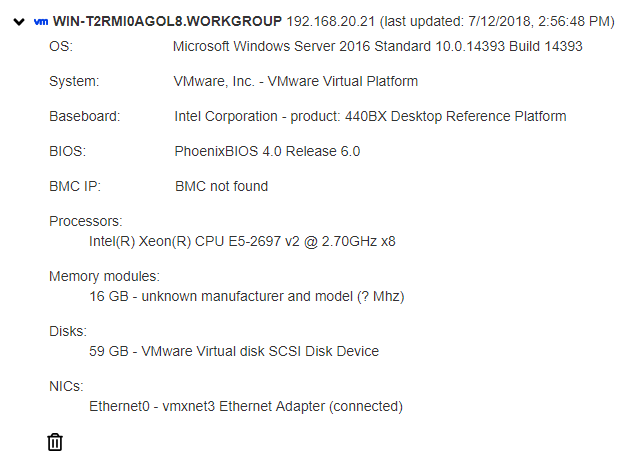 vm WIN-T2RMI0AGOL8.WORKGROUP 192.168.20.21 (last updated: 7/12/2018, 2:56:48 PM)
OS: Microsoft Windows Server 2016 Standard 10.0.14393 Build 14393
System: VMware, Inc. - VMware Virtual Platform
Baseboard: Intel Corporation - product: 440BX Desktop Reference Platform
BIOS: PhoenixBIOS 4.0 Release 6.0
BMC IP: BMC not found
Processors:
Intel(R) Xeon(R) CPU E5-2697 v2 @ 2.70GHz x8
Memory modules:
16 GB - unknown manufacturer and model (? Mhz)
Disks:
59 GB - VMware Virtual disk SCSI Disk Device
NICs:
Ethernet0 - vmxnet3 Ethernet Adapter (connected)